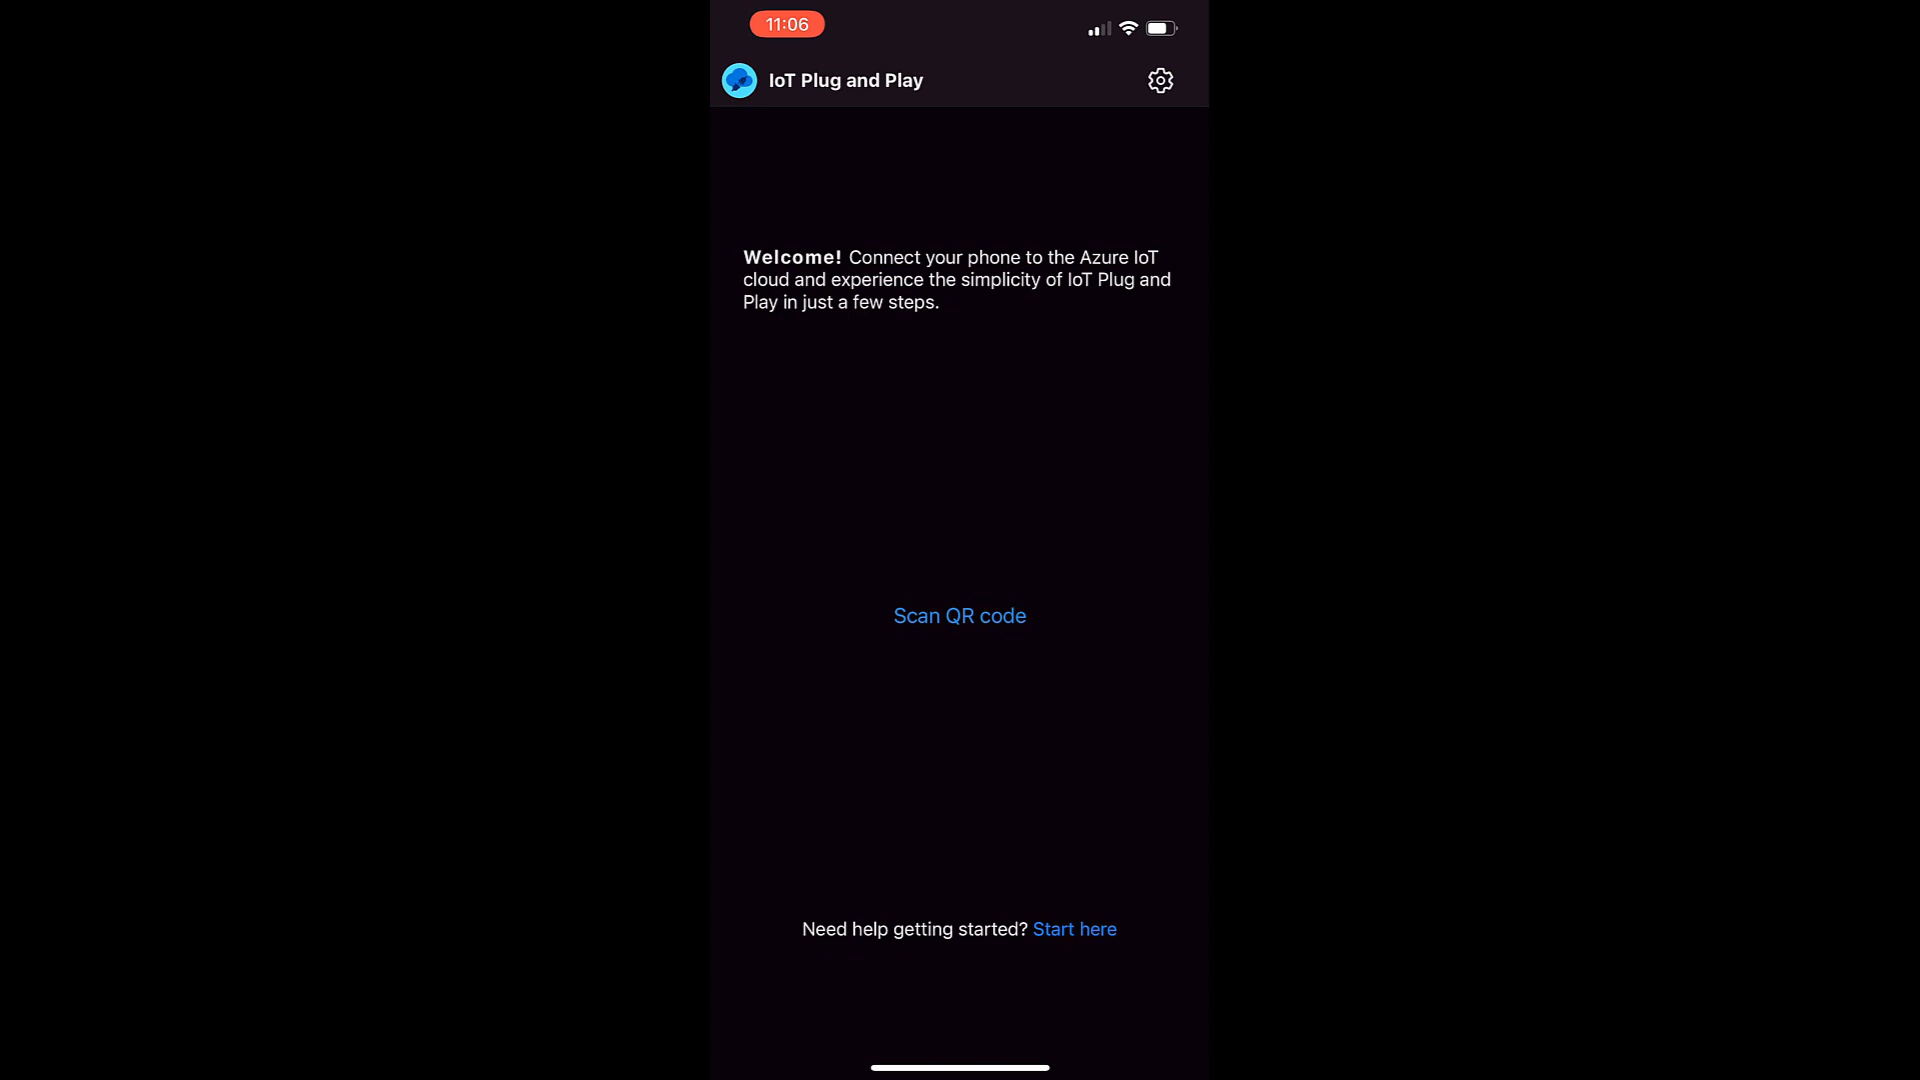 11:06
IoT Plug and Play
Welcome! Connect your phone to the Azure IoT
cloud and experience the simplicity of IoT Plug and
Play in just a few steps.
Scan QR code
Need help getting started? Start here